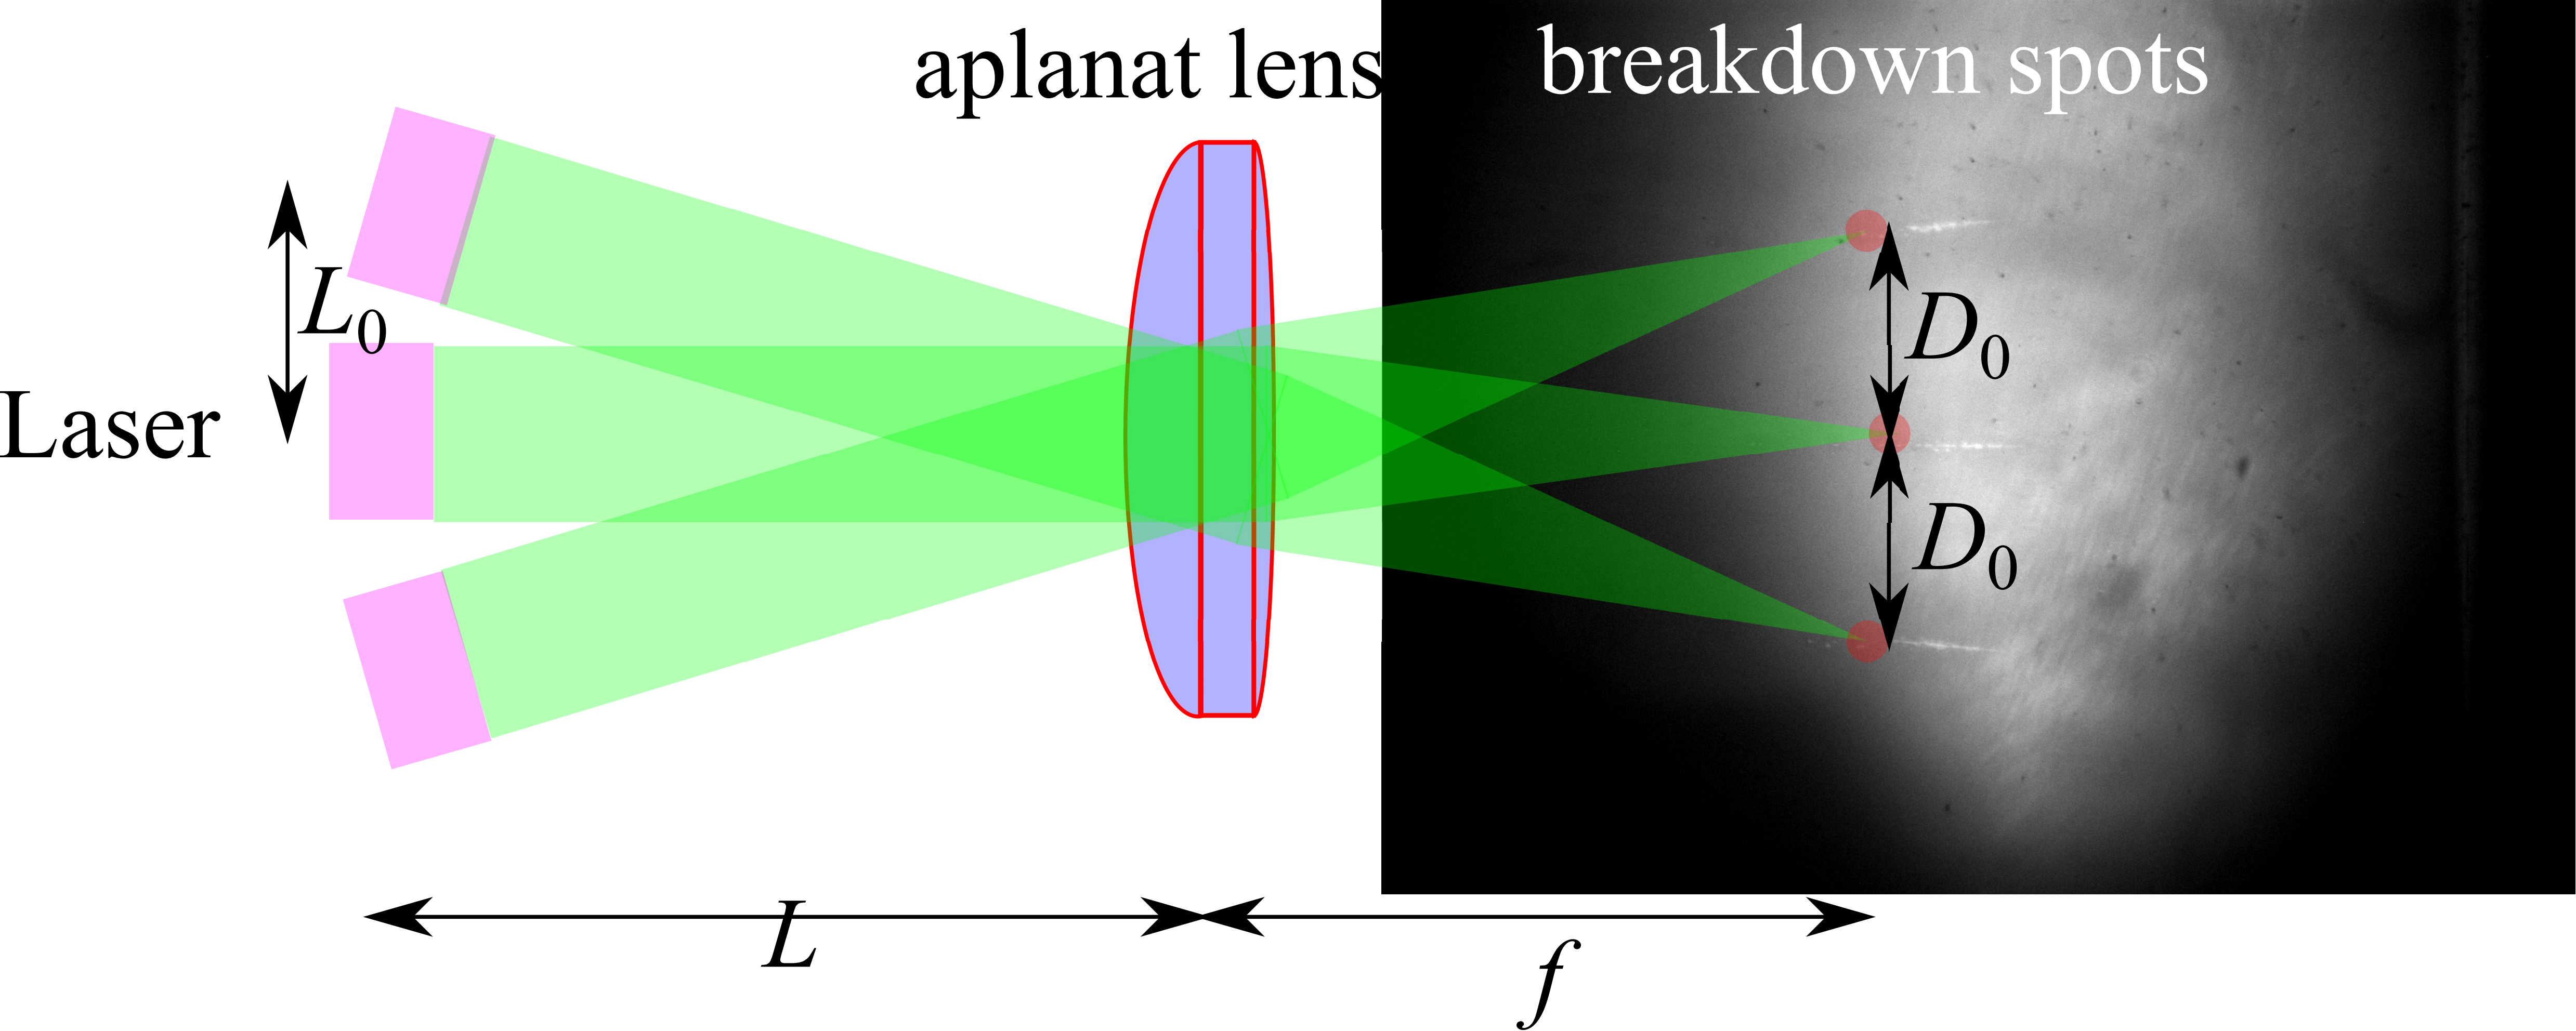 aplanat lens
breakdown spots
L0
Laser
D0
D0
L
f